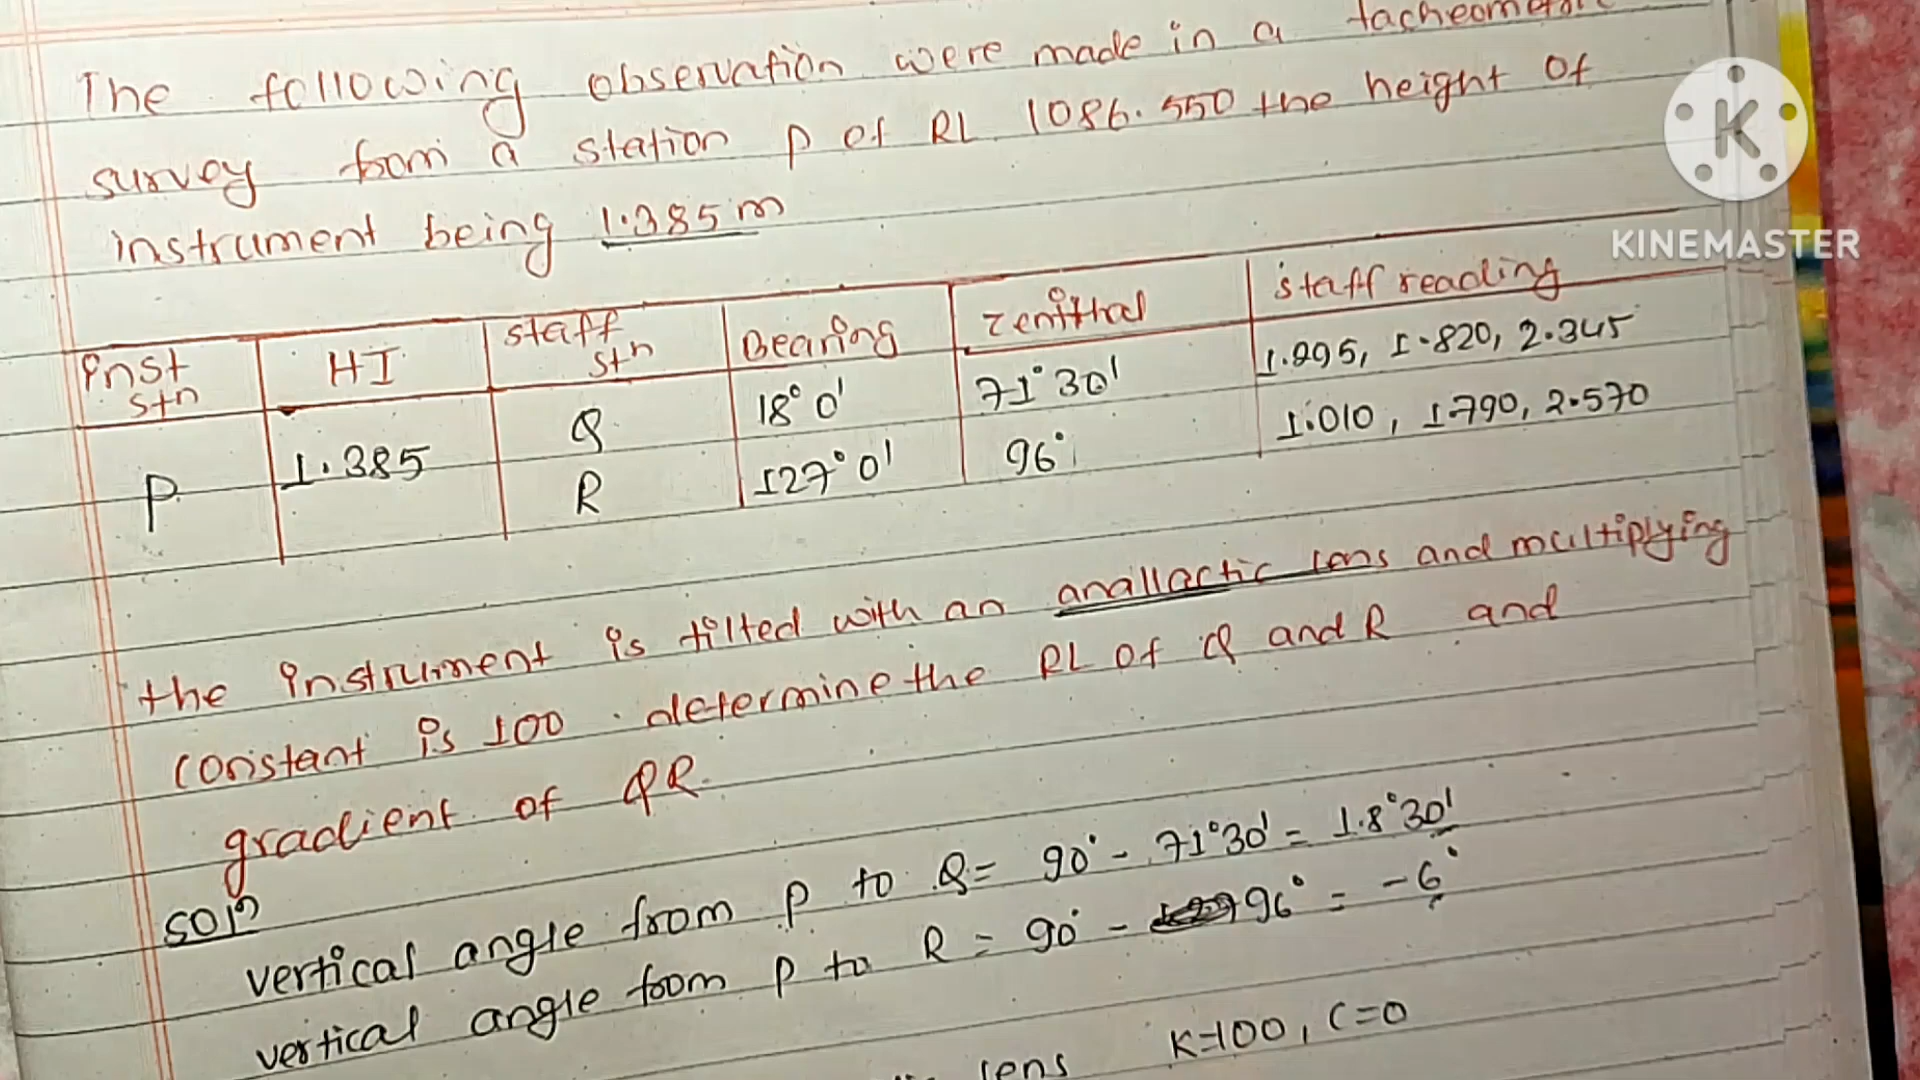 The following observation were made in a tacheometric
survey from a station P of RL 1086.550 the height of
instrument being 1.385m
K
KINEMASTER
inst stn HI staff stn Bearing zenithal staff reading
P 1.385 Q 18°0' 71°30' 1.295, 1.820, 2.345
R 127°0' 96° 1.010, 1.790, 2.570
the instrument is tilted with an anallactic lens and multiplying
constant is 100. determine the RL of Q and R and
gradient of QR.
soln
vertical angle from P to Q = 90° - 71°30' = 18°30'
vertical angle from P to R = 90° - 96° = -6°
lens K=100, C=0